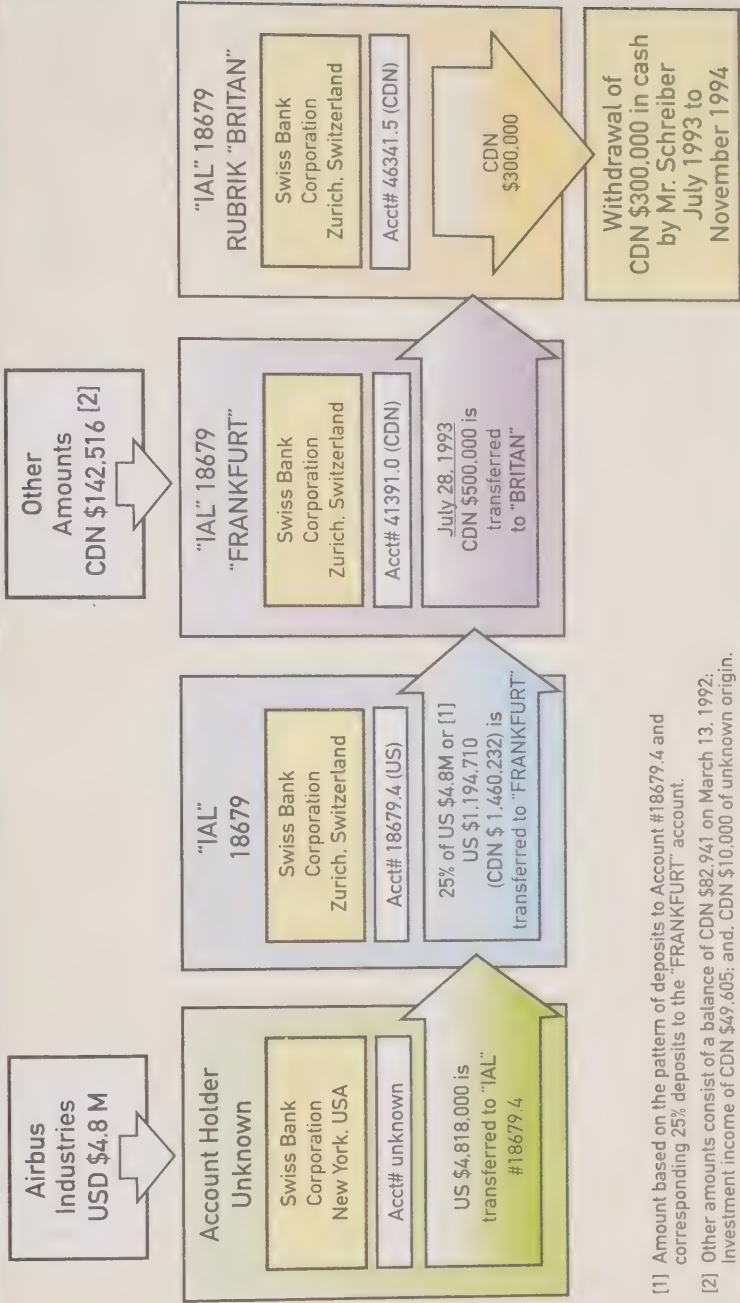 Airbus
Industries
USD $4.8 M
Account Holder
Unknown
Swiss Bank
Corporation
New York, USA
Acct# unknown
US $4,818,000 is
transferred to "IAL"
#18679.4
"IAL"
18679
Swiss Bank
Corporation
Zurich, Switzerland
Acct# 18679.4 (US)
25% of US $4.8M or [1]
US $1,194,710
(CDN $ 1,460,232) is
transferred to "FRANKFURT"
Other
Amounts
CDN $142,516 [2]
"IAL" 18679
"FRANKFURT"
Swiss Bank
Corporation
Zurich, Switzerland
Acct# 41391.0 (CDN)
July 28, 1993
CDN $500,000 is
transferred
to "BRITAN"
"IAL" 18679
RUBRIK "BRITAN"
Swiss Bank
Corporation
Zurich, Switzerland
Acct# 46341.5 (CDN)
CDN
$300,000
Withdrawal of
CDN $300,000 in cash
by Mr. Schreiber
July 1993 to
November 1994
[1] Amount based on the pattern of deposits to Account #18679.4 and
corresponding 25% deposits to the "FRANKFURT" account.
[2] Other amounts consist of a balance of CDN $82,941 on March 13, 1992;
Investment income of CDN $49,605; and, CDN $10,000 of unknown origin.